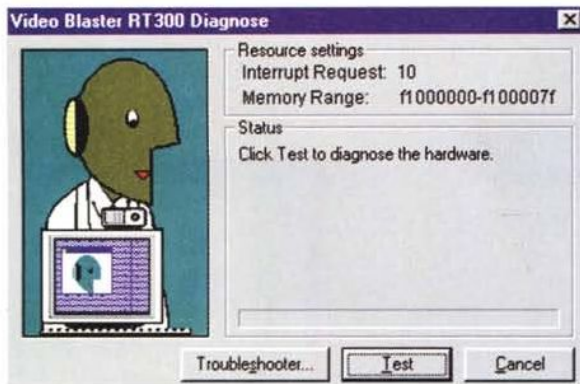 Video Blaster RT300 Diagnose
Resource settings
Interrupt Request: 10
Memory Range: f1000000-f100007f
Status
Click Test to diagnose the hardware.
Troubleshooter...
Test
Cancel